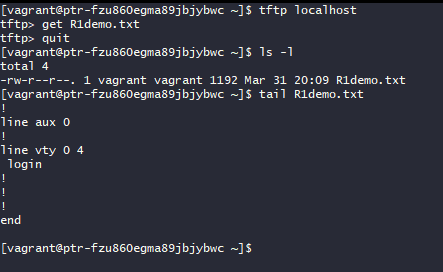 [vagrant@ptr-fzu860egma89jbjybwc ~]$ tftp localhost
tftp> get R1demo.txt
tftp> quit
[vagrant@ptr-fzu860egma89jbjybwc ~]$ ls -l
total 4
-rw-r--r--. 1 vagrant vagrant 1192 Mar 31 20:09 R1demo.txt
[vagrant@ptr-fzu860egma89jbjybwc ~]$ tail R1demo.txt
!
line aux 0
!
line vty 0 4
 login
!
!
!
end
[vagrant@ptr-fzu860egma89jbjybwc ~]$